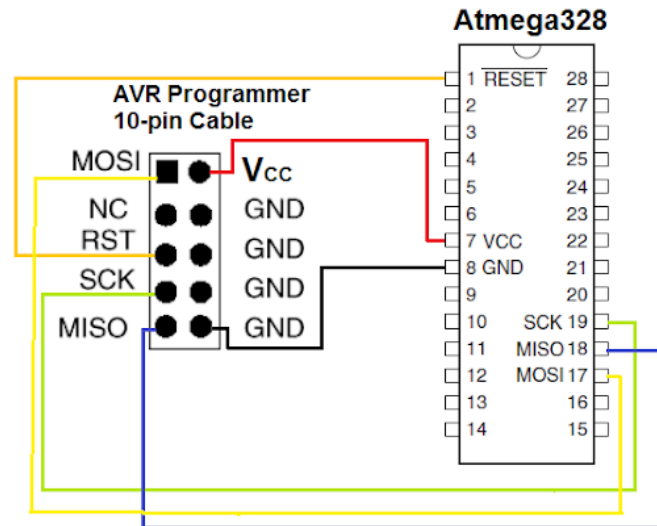 Atmega328
AVR Programmer
10-pin Cable
MOSI Vcc
NC GND
RST GND
SCK GND
MISO GND
1 RESET 28
2 27
3 26
4 25
5 24
6 23
7 VCC 22
8 GND 21
9 20
10 SCK 19
11 MISO 18
12 MOSI 17
13 16
14 15